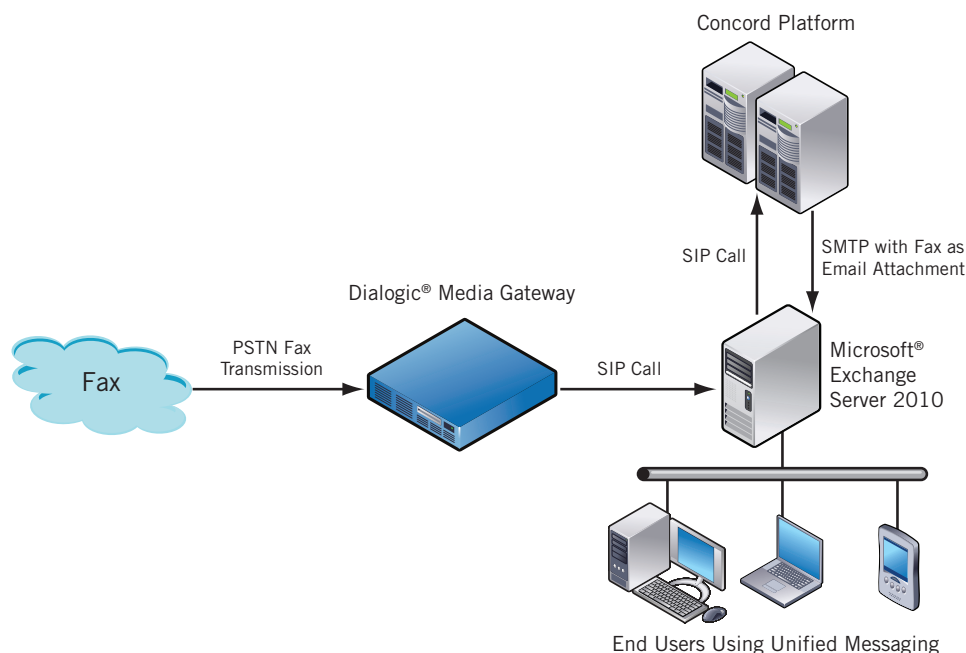 Concord Platform
SIP Call
SMTP with Fax as
Email Attachment
Dialogic® Media Gateway
Fax
PSTN Fax
Transmission
SIP Call
Microsoft®
Exchange
Server 2010
End Users Using Unified Messaging